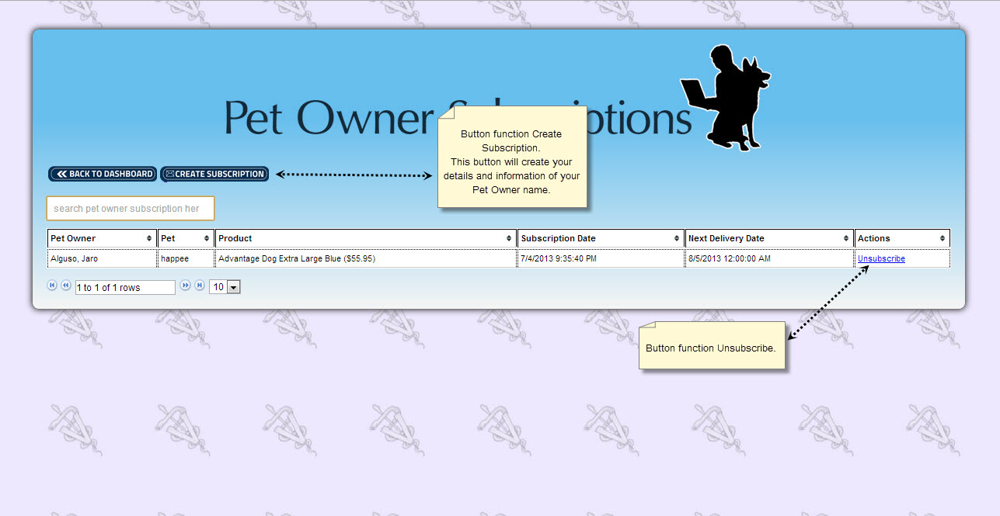 Pet Owner
Button function Create
Subscription.
This button will create your
details and information of your
Pet Owner name.
BACK TO DASHBOARD CREATE SUBSCRIPTION
search pet owner subscription her
Pet Owner Pet Product Subscription Date Next Delivery Date Actions
Alguso, Jaro happee Advantage Dog Extra Large Blue ($55.95) 7/4/2013 9:35:40 PM 8/5/2013 12:00:00 AM Unsubscribe
1 to 1 of 1 rows 10
Button function Unsubscribe.